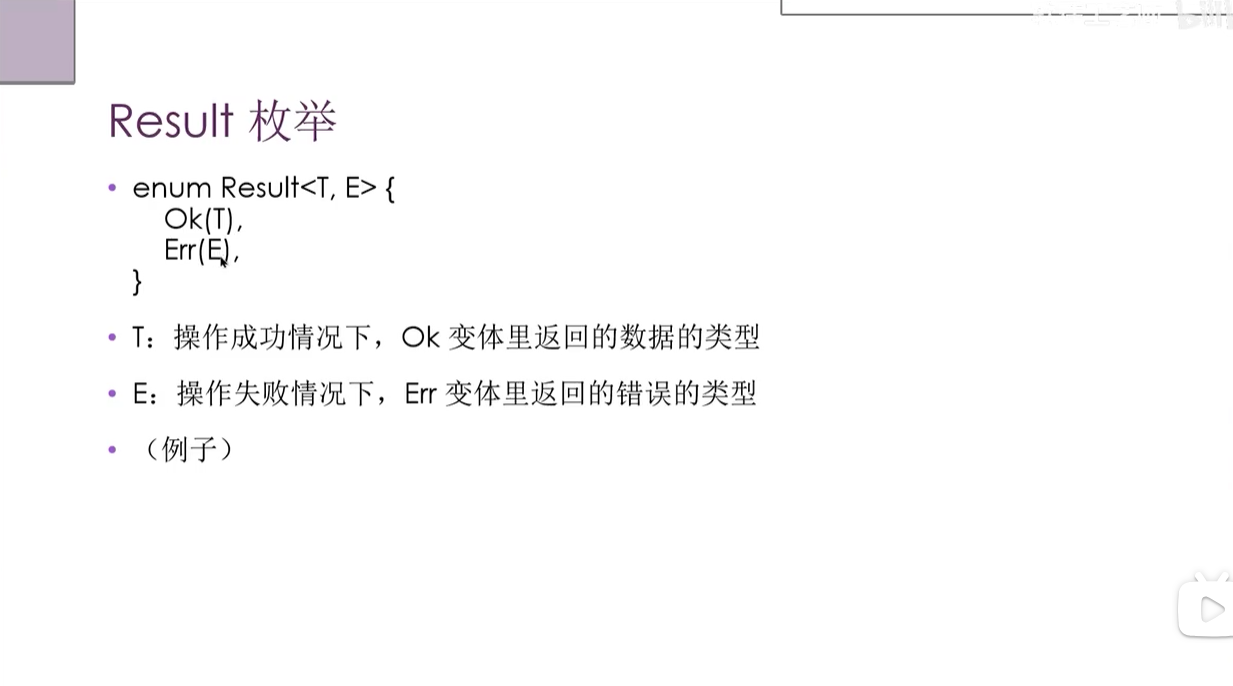 Result 枚举
• enum Result<T, E> {
Ok(T),
Err(E),
}
• T：操作成功情况下，Ok 变体里返回的数据的类型
• E：操作失败情况下，Err 变体里返回的错误的类型
• （例子）